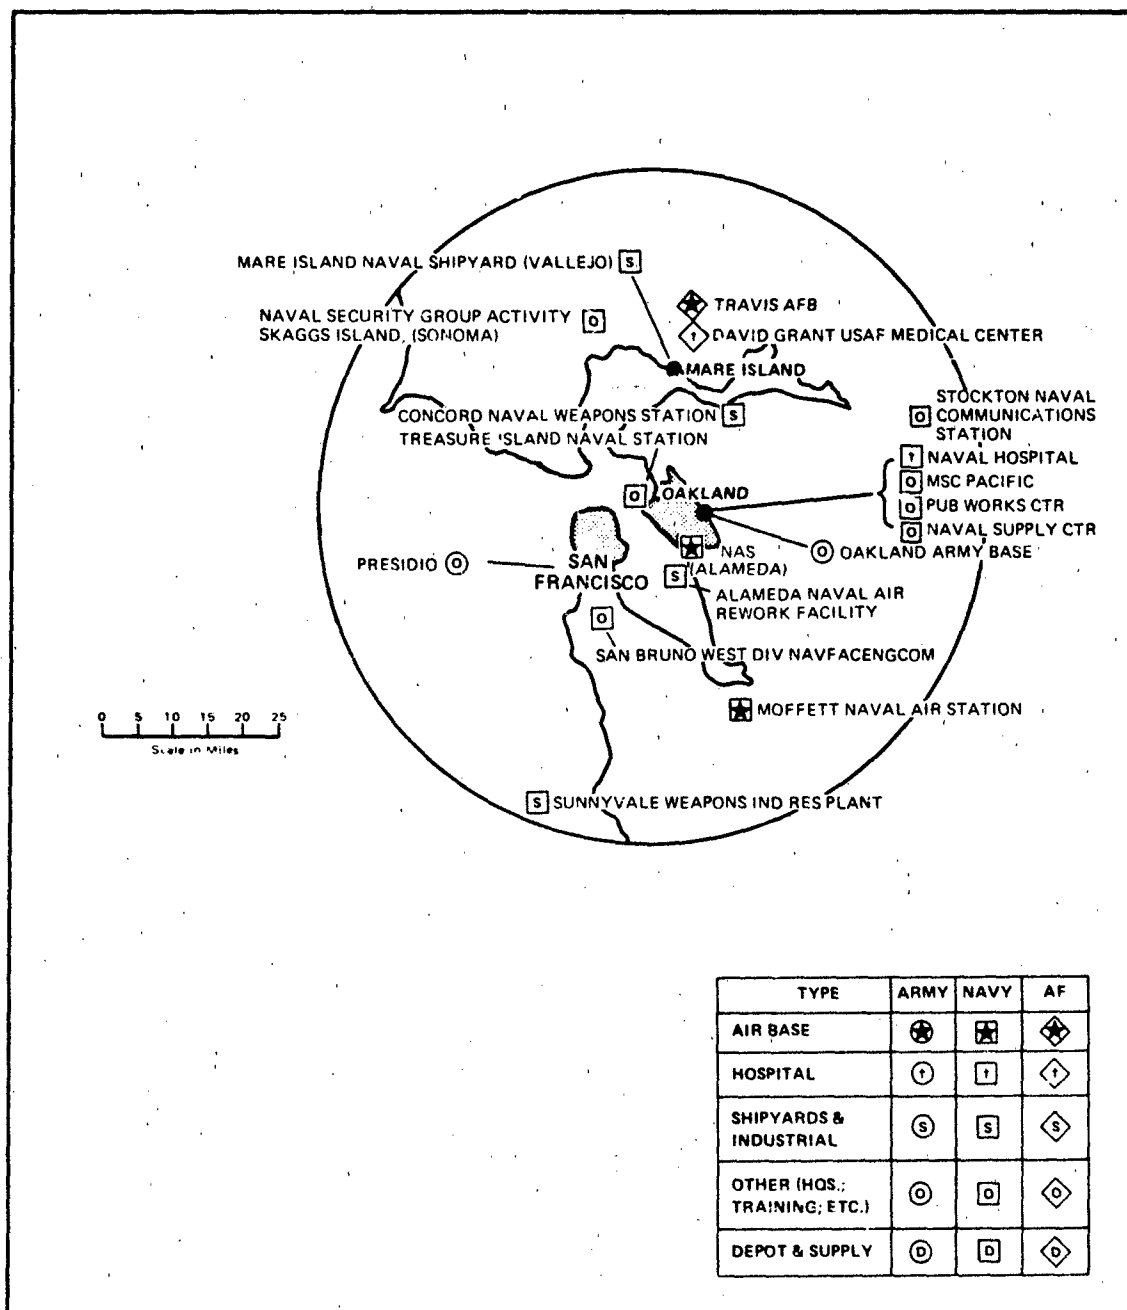 MARE ISLAND NAVAL SHIPYARD (VALLEJO) S
TRAVIS AFB
NAVAL SECURITY GROUP ACTIVITY O
SKAGGS ISLAND, (SONOMA)
† DAVID GRANT USAF MEDICAL CENTER
MARE ISLAND
CONCORD NAVAL WEAPONS STATION S
TREASURE ISLAND NAVAL STATION
O
STOCKTON NAVAL
COMMUNICATIONS
STATION
† NAVAL HOSPITAL
O MSC PACIFIC
O PUB WORKS CTR
O NAVAL SUPPLY CTR
O OAKLAND
O OAKLAND ARMY BASE
NAS
(ALAMEDA)
PRESIDIO O
SAN
FRANCISCO
S
ALAMEDA NAVAL AIR
REWORK FACILITY
O
SAN BRUNO WEST DIV NAVFACENGCOM
MOFFETT NAVAL AIR STATION
0 5 10 15 20 25
Scale in Miles
S SUNNYVALE WEAPONS IND RES PLANT
TYPE ARMY NAVY AF
AIR BASE
HOSPITAL † † †
SHIPYARDS &
INDUSTRIAL S S S
OTHER (HQS.;
TRAINING; ETC.) O O O
DEPOT & SUPPLY D D D